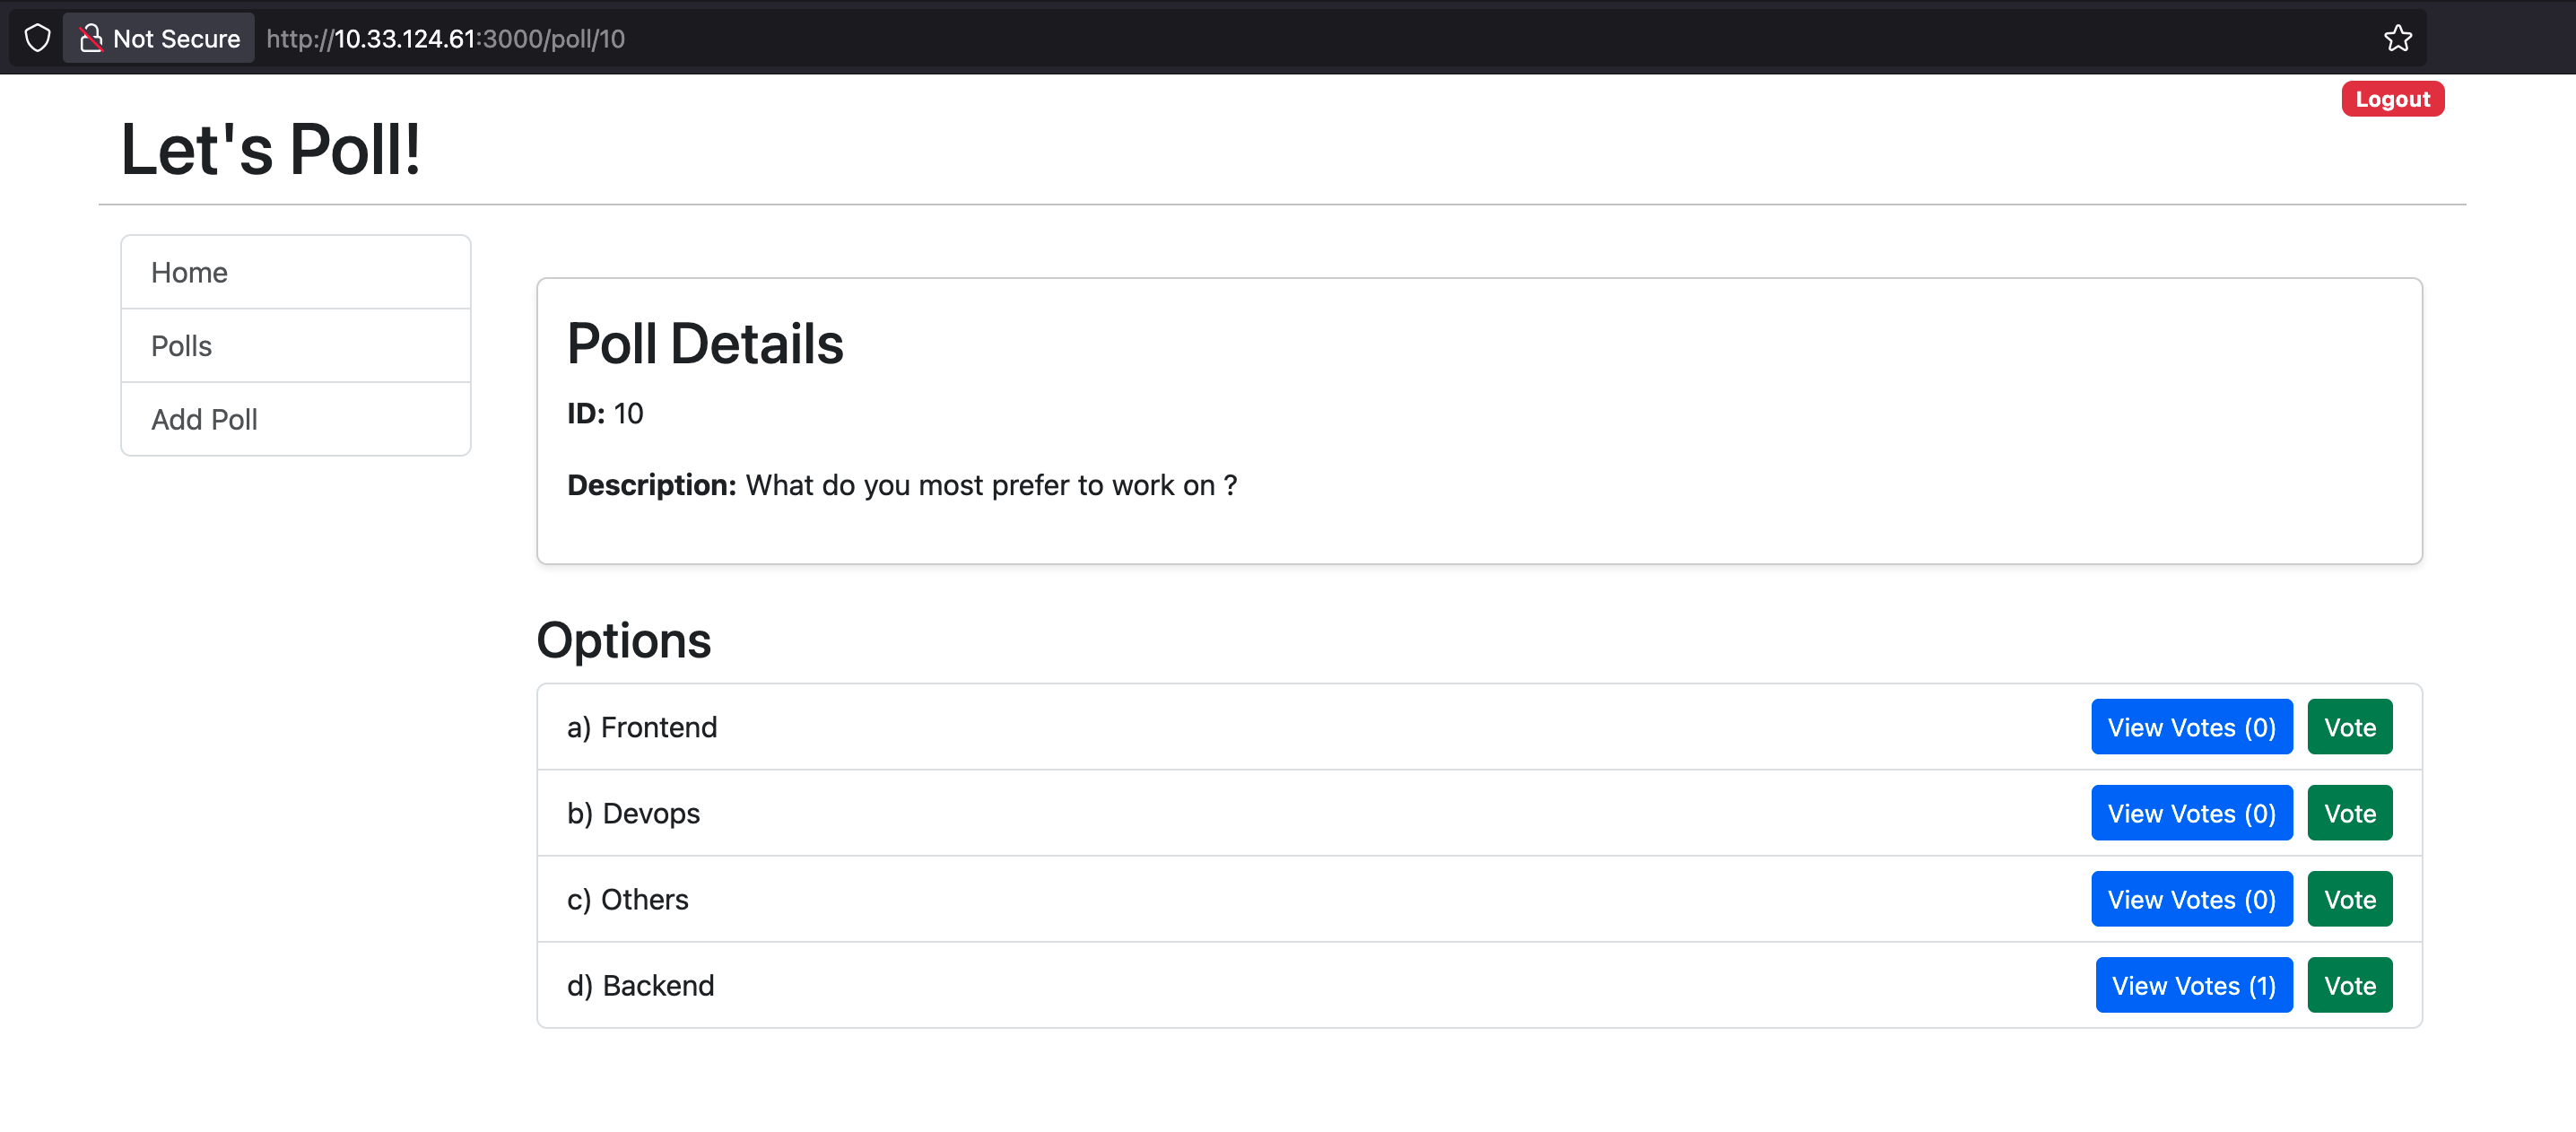 Not Secure http://10.33.124.61:3000/poll/10
Logout
Let's Poll!
Home
Polls
Add Poll
Poll Details
ID: 10
Description: What do you most prefer to work on ?
Options
a) Frontend View Votes (0) Vote
b) Devops View Votes (0) Vote
c) Others View Votes (0) Vote
d) Backend View Votes (1) Vote